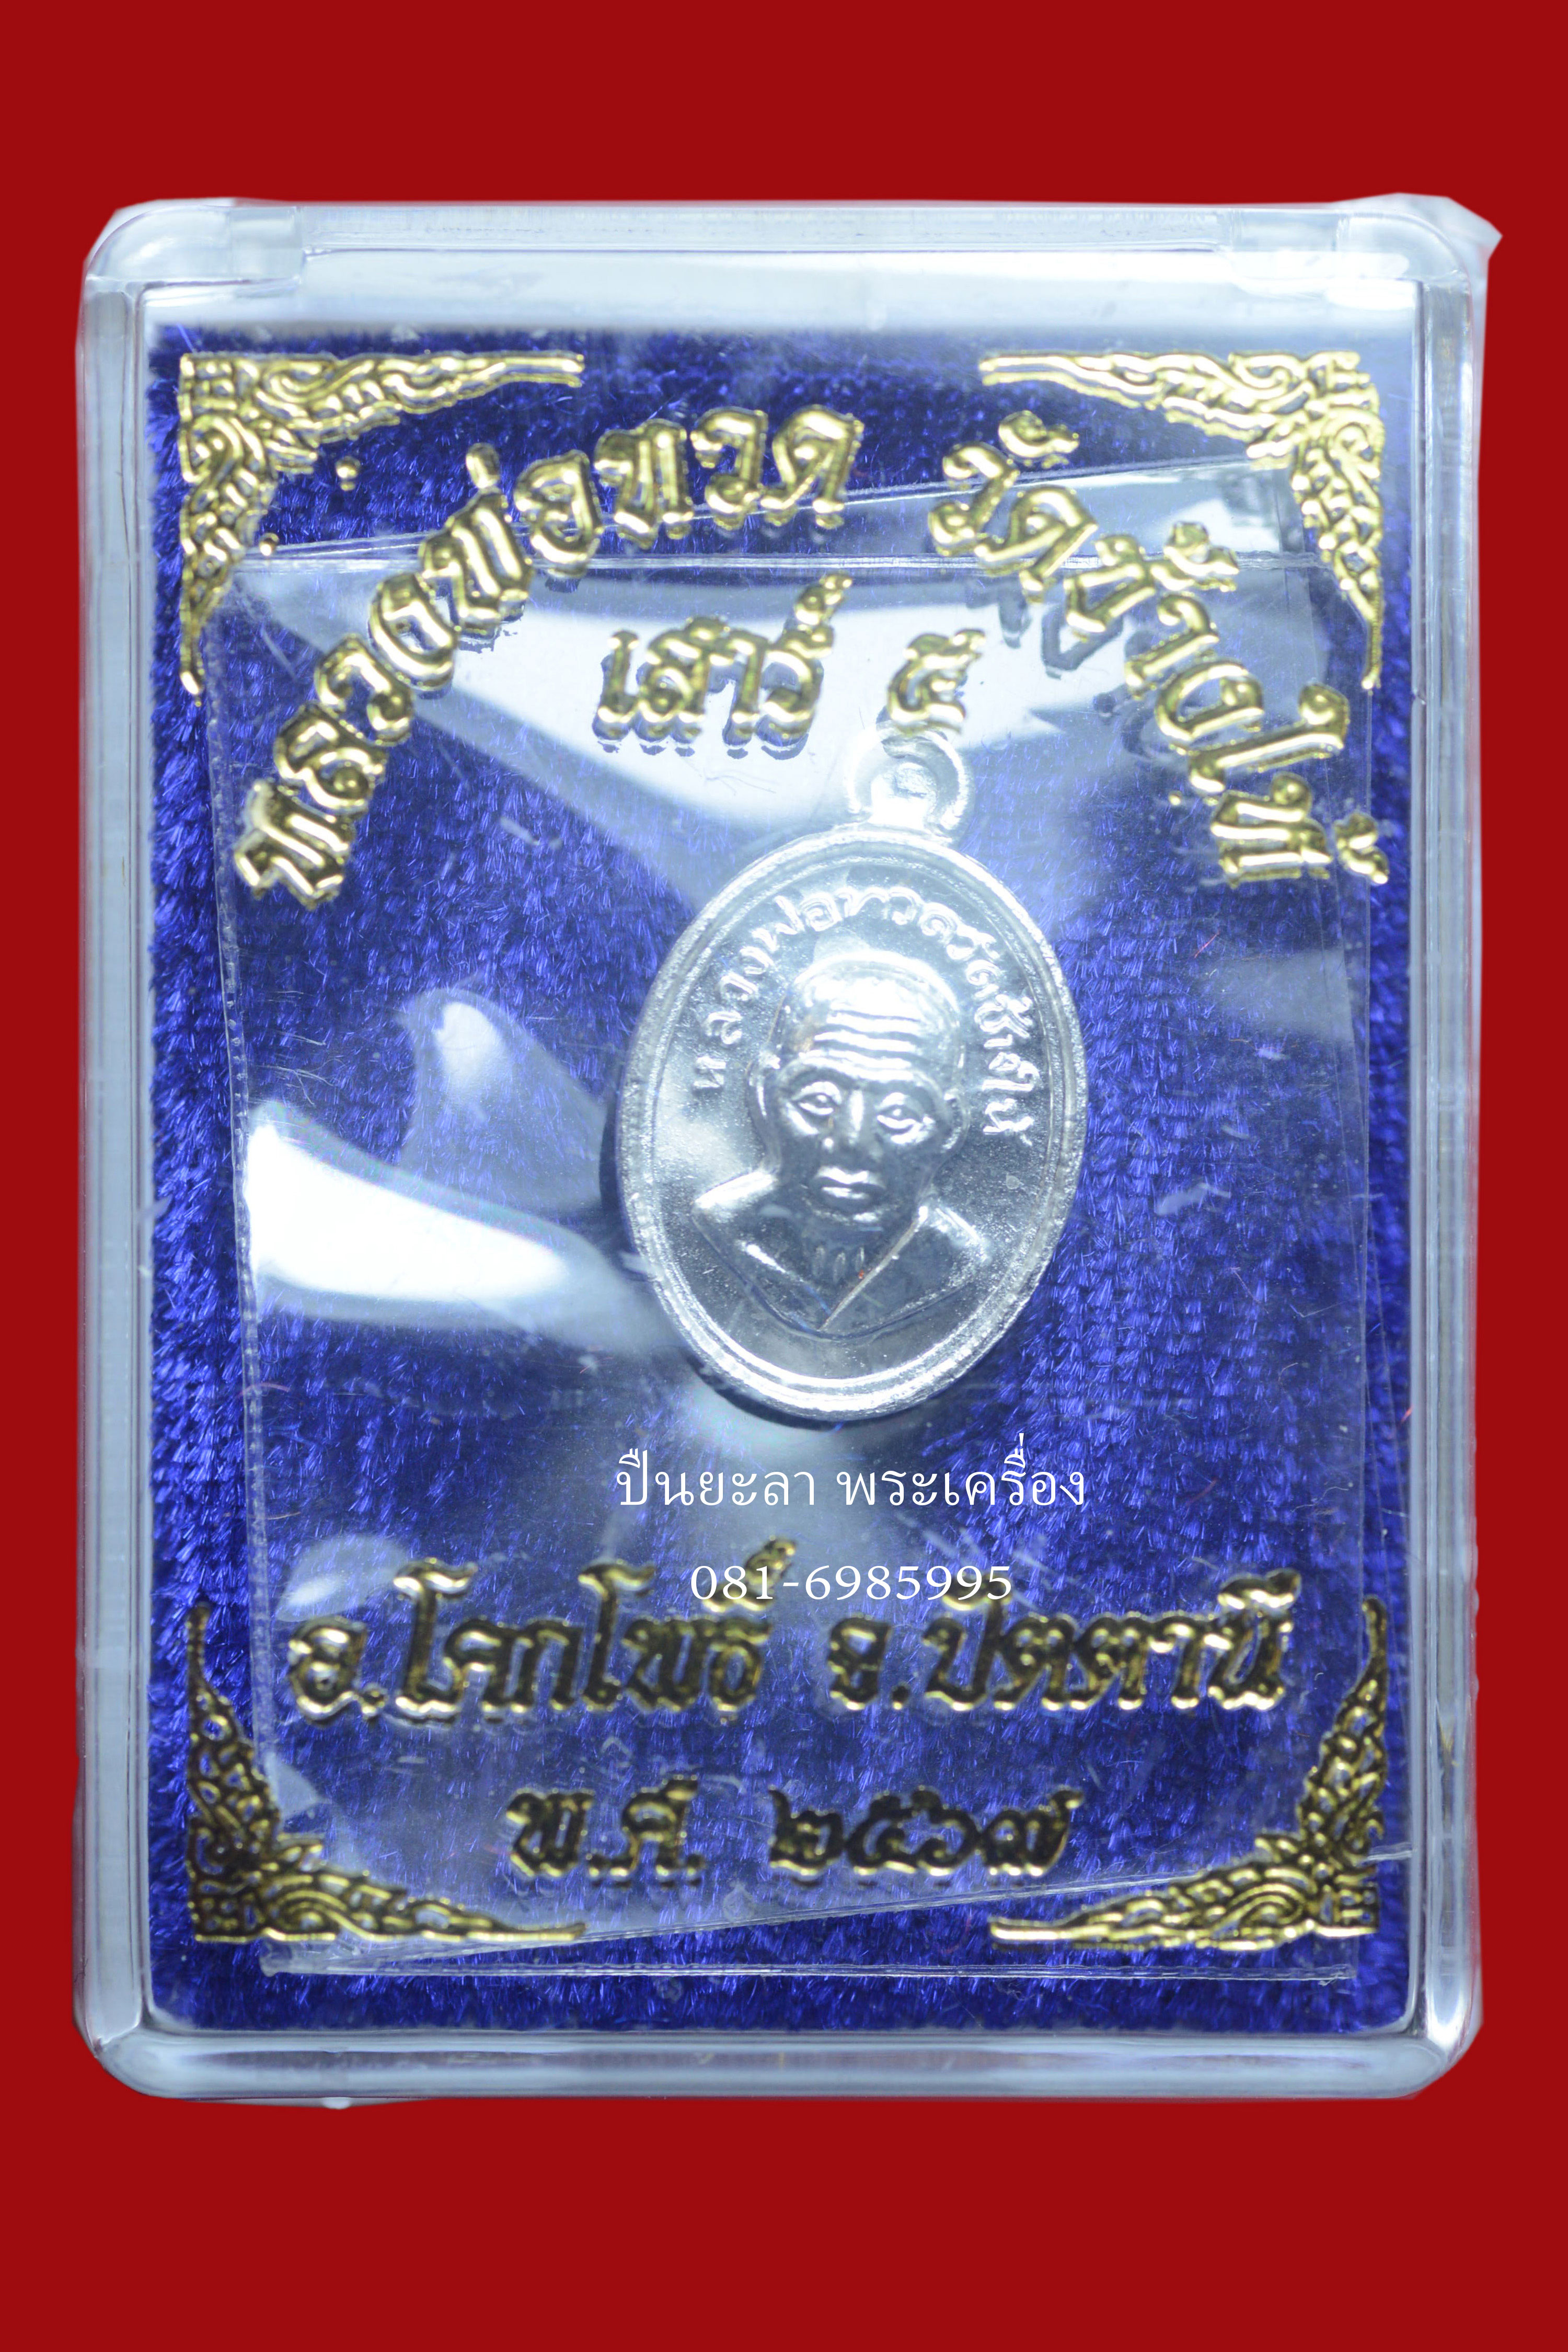 หลวงพ่อทวด วัดช้างไห้
เสาร์ ๕
หลวงพ่อทวดวัดช้างให้
ปืนยะลา พระเครื่อง
081-6985995
อ.โคกโพธิ์ จ.ปัตตานี
พ.ศ. ๒๕๖๗